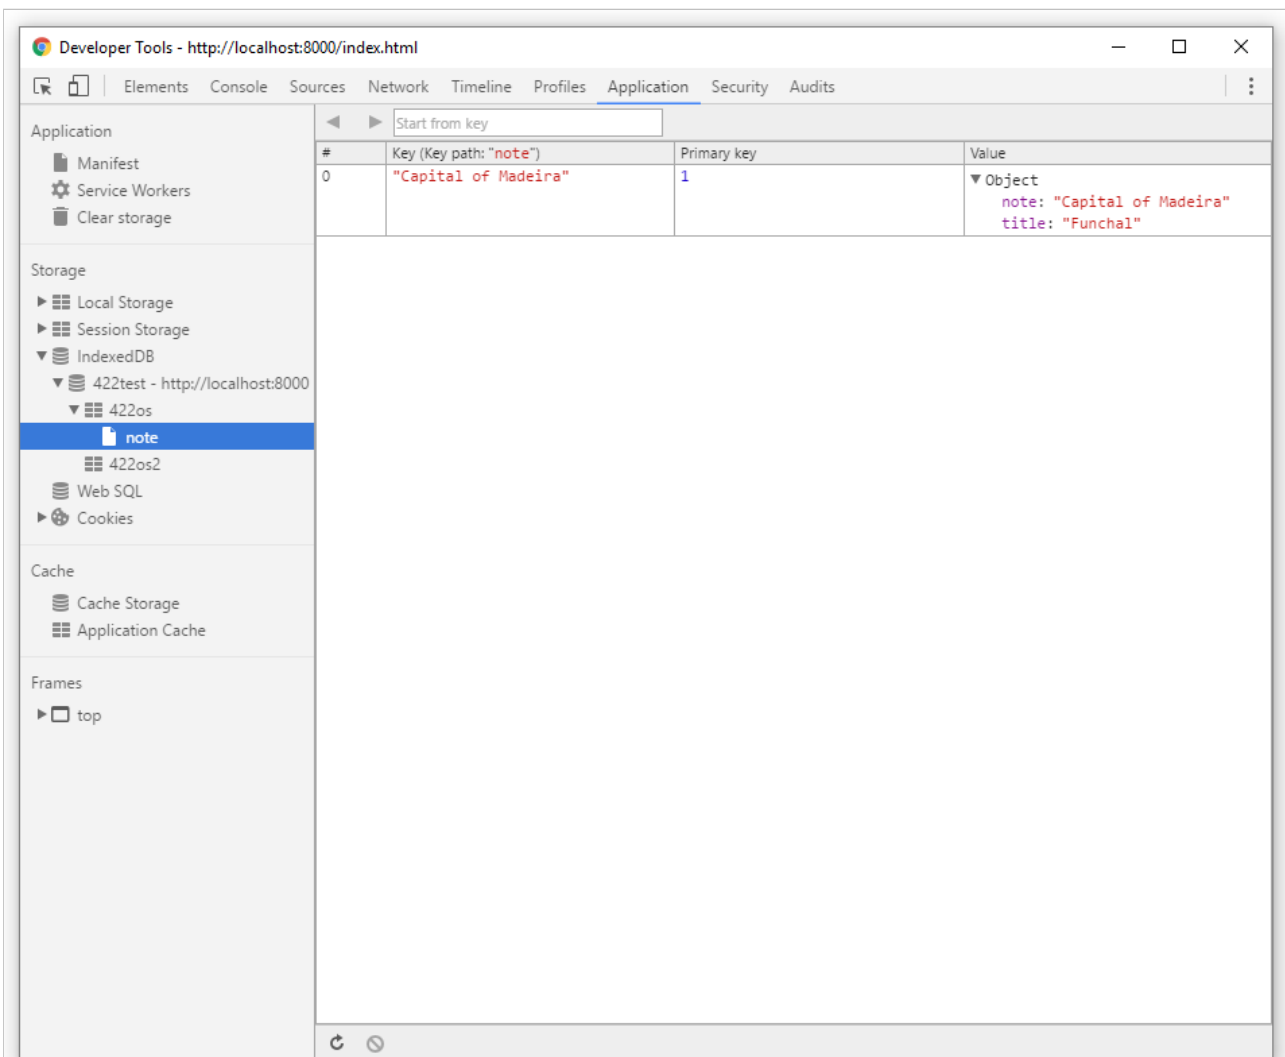 Developer Tools - http://localhost:8000/index.html
Elements Console Sources Network Timeline Profiles Application Security Audits
Application
Manifest
Service Workers
Clear storage
Storage
Local Storage
Session Storage
IndexedDB
422test - http://localhost:8000
422os
note
422os2
Web SQL
Cookies
Cache
Cache Storage
Application Cache
Frames
top
Start from key
# Key (Key path: "note") Primary key Value
0 "Capital of Madeira" 1 Object
note: "Capital of Madeira"
title: "Funchal"